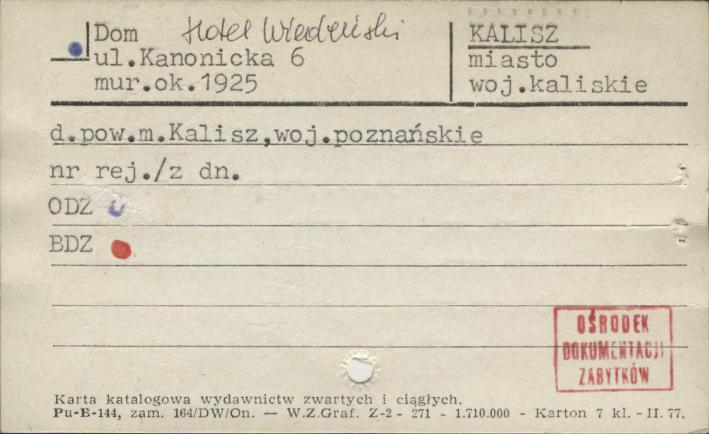 Dom Hotel Wiedeński
ul.Kanonicka 6
mur.ok.1925
KALISZ
miasto
woj.kaliskie
d.pow.m.Kalisz,woj.poznańskie
nr rej./z dn.
ODZ
BDZ
OŚRODEK
DOKUMENTACJI
ZABYTKÓW
Karta katalogowa wydawnictw zwartych i ciągłych.
Pu-B-144, zam. 164/DW/On. — W.Z.Graf. Z-2 - 271 - 1.710.000 - Karton 7 kl. - II. 77.